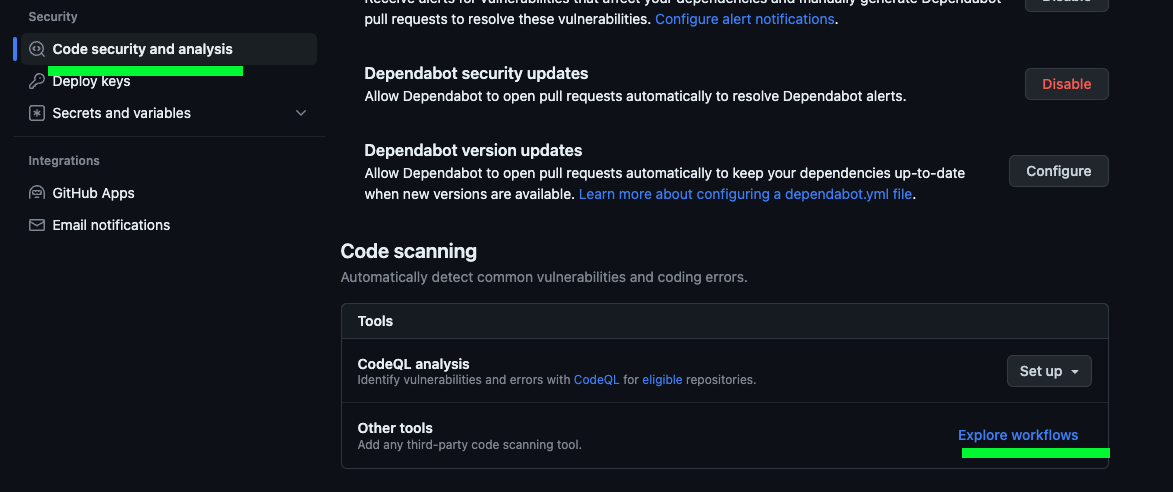 Security
Code security and analysis
Deploy keys
Secrets and variables
Integrations
GitHub Apps
Email notifications
pull requests to resolve these vulnerabilities. Configure alert notifications.
Dependabot security updates
Allow Dependabot to open pull requests automatically to resolve Dependabot alerts.
Disable
Dependabot version updates
Allow Dependabot to open pull requests automatically to keep your dependencies up-to-date
when new versions are available. Learn more about configuring a dependabot.yml file.
Configure
Code scanning
Automatically detect common vulnerabilities and coding errors.
Tools
CodeQL analysis
Identify vulnerabilities and errors with CodeQL for eligible repositories.
Set up
Other tools
Add any third-party code scanning tool.
Explore workflows